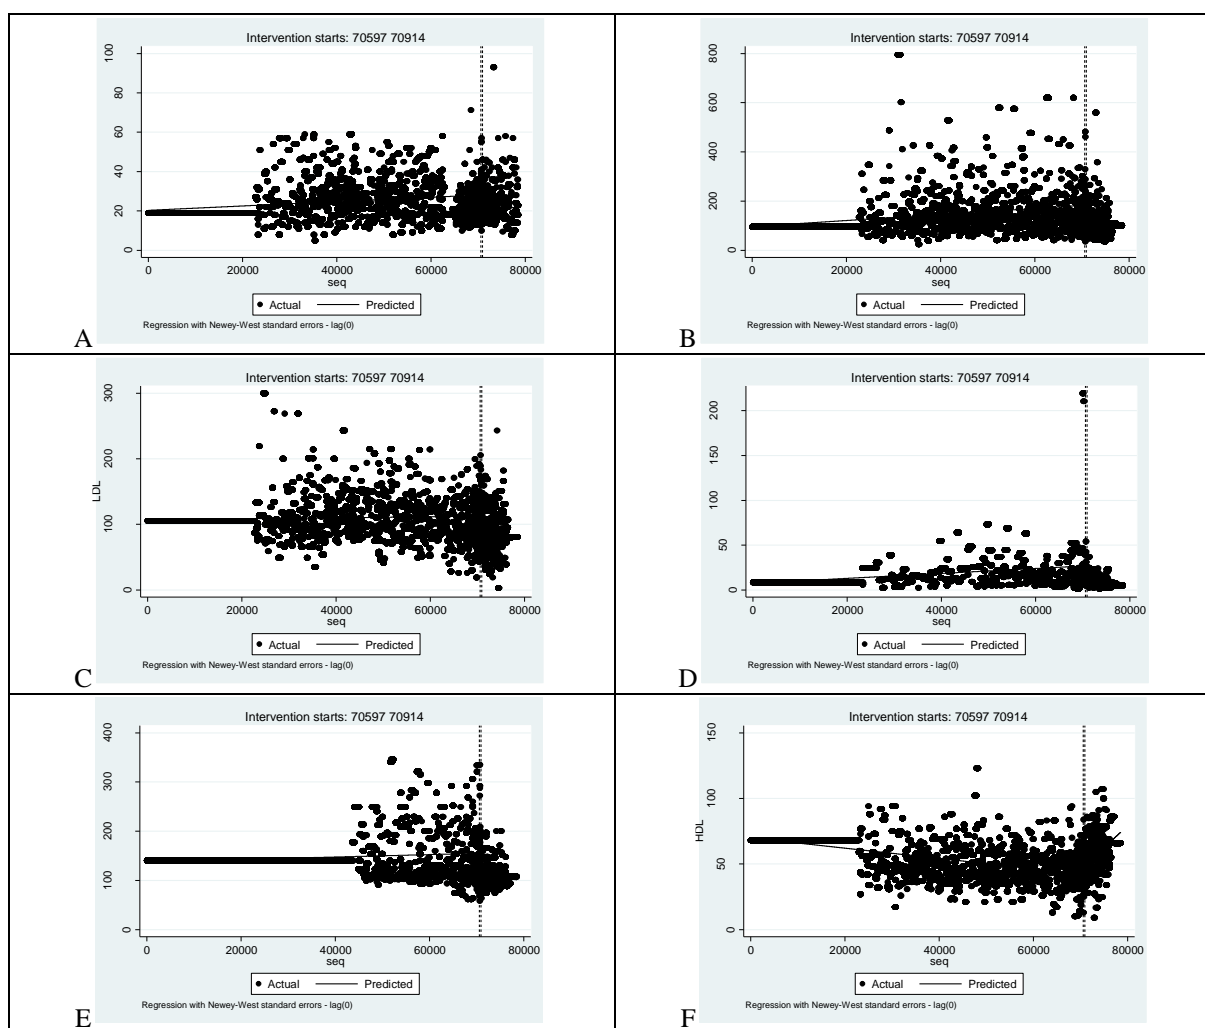 Intervention starts: 70597 70914
100
80
60
40
20
0
0 20000 40000 60000 80000
seq
Actual Predicted
Regression with Newey-West standard errors - lag(0)
A
Intervention starts: 70597 70914
800
600
400
200
0
0 20000 40000 60000 80000
seq
Actual Predicted
Regression with Newey-West standard errors - lag(0)
B
Intervention starts: 70597 70914
300
200
LDL
100
0
0 20000 40000 60000 80000
seq
Actual Predicted
Regression with Newey-West standard errors - lag(0)
C
Intervention starts: 70597 70914
200
150
100
50
0
0 20000 40000 60000 80000
seq
Actual Predicted
Regression with Newey-West standard errors - lag(0)
D
Intervention starts: 70597 70914
400
300
200
100
0
0 20000 40000 60000 80000
seq
Actual Predicted
Regression with Newey-West standard errors - lag(0)
E
Intervention starts: 70597 70914
150
100
HDL
50
0
0 20000 40000 60000 80000
seq
Actual Predicted
Regression with Newey-West standard errors - lag(0)
F